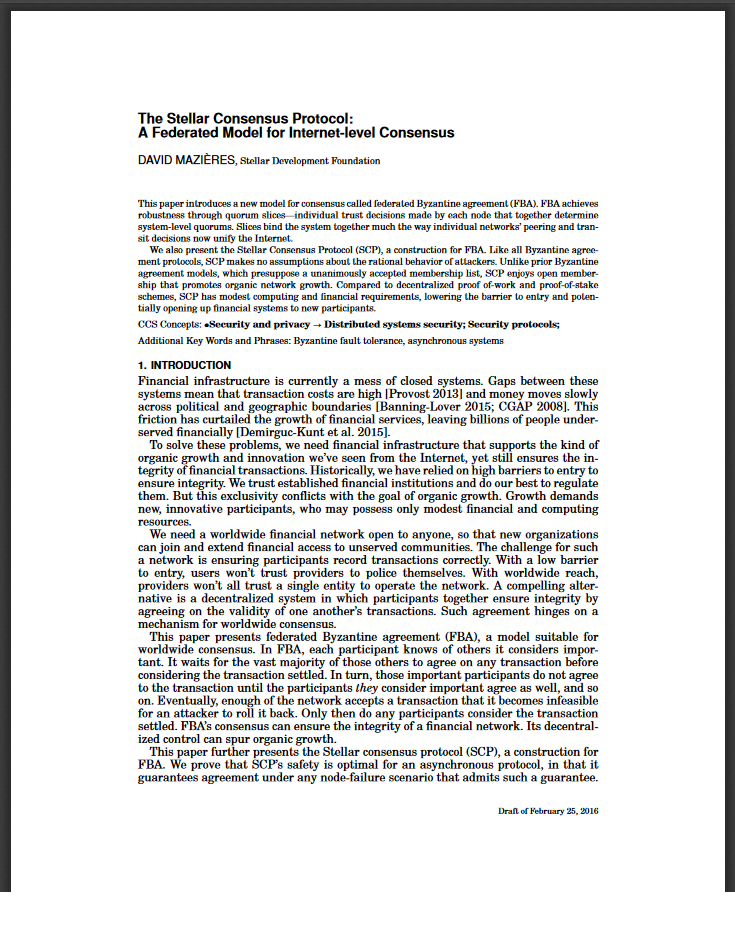 The Stellar Consensus Protocol:
A Federated Model for Internet-level Consensus
DAVID MAZIÈRES, Stellar Development Foundation
This paper introduces a new model for consensus called federated Byzantine agreement (FBA). FBA achieves
robustness through quorum slices—individual trust decisions made by each node that together determine
system-level quorums. Slices bind the system together much the way individual networks' peering and tran-
sit decisions now unify the Internet.
We also present the Stellar Consensus Protocol (SCP), a construction for FBA. Like all Byzantine agree-
ment protocols, SCP makes no assumptions about the rational behavior of attackers. Unlike prior Byzantine
agreement models, which presuppose a unanimously accepted membership list, SCP enjoys open member-
ship that promotes organic network growth. Compared to decentralized proof of-work and proof-of-stake
schemes, SCP has modest computing and financial requirements, lowering the barrier to entry and poten-
tially opening up financial systems to new participants.
CCS Concepts: •Security and privacy → Distributed systems security; Security protocols;
Additional Key Words and Phrases: Byzantine fault tolerance, asynchronous systems
1. INTRODUCTION
Financial infrastructure is currently a mess of closed systems. Gaps between these
systems mean that transaction costs are high [Provost 2013] and money moves slowly
across political and geographic boundaries [Banning-Lover 2015; CGAP 2008]. This
friction has curtailed the growth of financial services, leaving billions of people under-
served financially [Demirguc-Kunt et al. 2015].
To solve these problems, we need financial infrastructure that supports the kind of
organic growth and innovation we've seen from the Internet, yet still ensures the in-
tegrity of financial transactions. Historically, we have relied on high barriers to entry to
ensure integrity. We trust established financial institutions and do our best to regulate
them. But this exclusivity conflicts with the goal of organic growth. Growth demands
new, innovative participants, who may possess only modest financial and computing
resources.
We need a worldwide financial network open to anyone, so that new organizations
can join and extend financial access to unserved communities. The challenge for such
a network is ensuring participants record transactions correctly. With a low barrier
to entry, users won't trust providers to police themselves. With worldwide reach,
providers won't all trust a single entity to operate the network. A compelling alter-
native is a decentralized system in which participants together ensure integrity by
agreeing on the validity of one another's transactions. Such agreement hinges on a
mechanism for worldwide consensus.
This paper presents federated Byzantine agreement (FBA), a model suitable for
worldwide consensus. In FBA, each participant knows of others it considers impor-
tant. It waits for the vast majority of those others to agree on any transaction before
considering the transaction settled. In turn, those important participants do not agree
to the transaction until the participants they consider important agree as well, and so
on. Eventually, enough of the network accepts a transaction that it becomes infeasible
for an attacker to roll it back. Only then do any participants consider the transaction
settled. FBA's consensus can ensure the integrity of a financial network. Its decentral-
ized control can spur organic growth.
This paper further presents the Stellar consensus protocol (SCP), a construction for
FBA. We prove that SCP's safety is optimal for an asynchronous protocol, in that it
guarantees agreement under any node-failure scenario that admits such a guarantee.
Draft of February 25, 2016